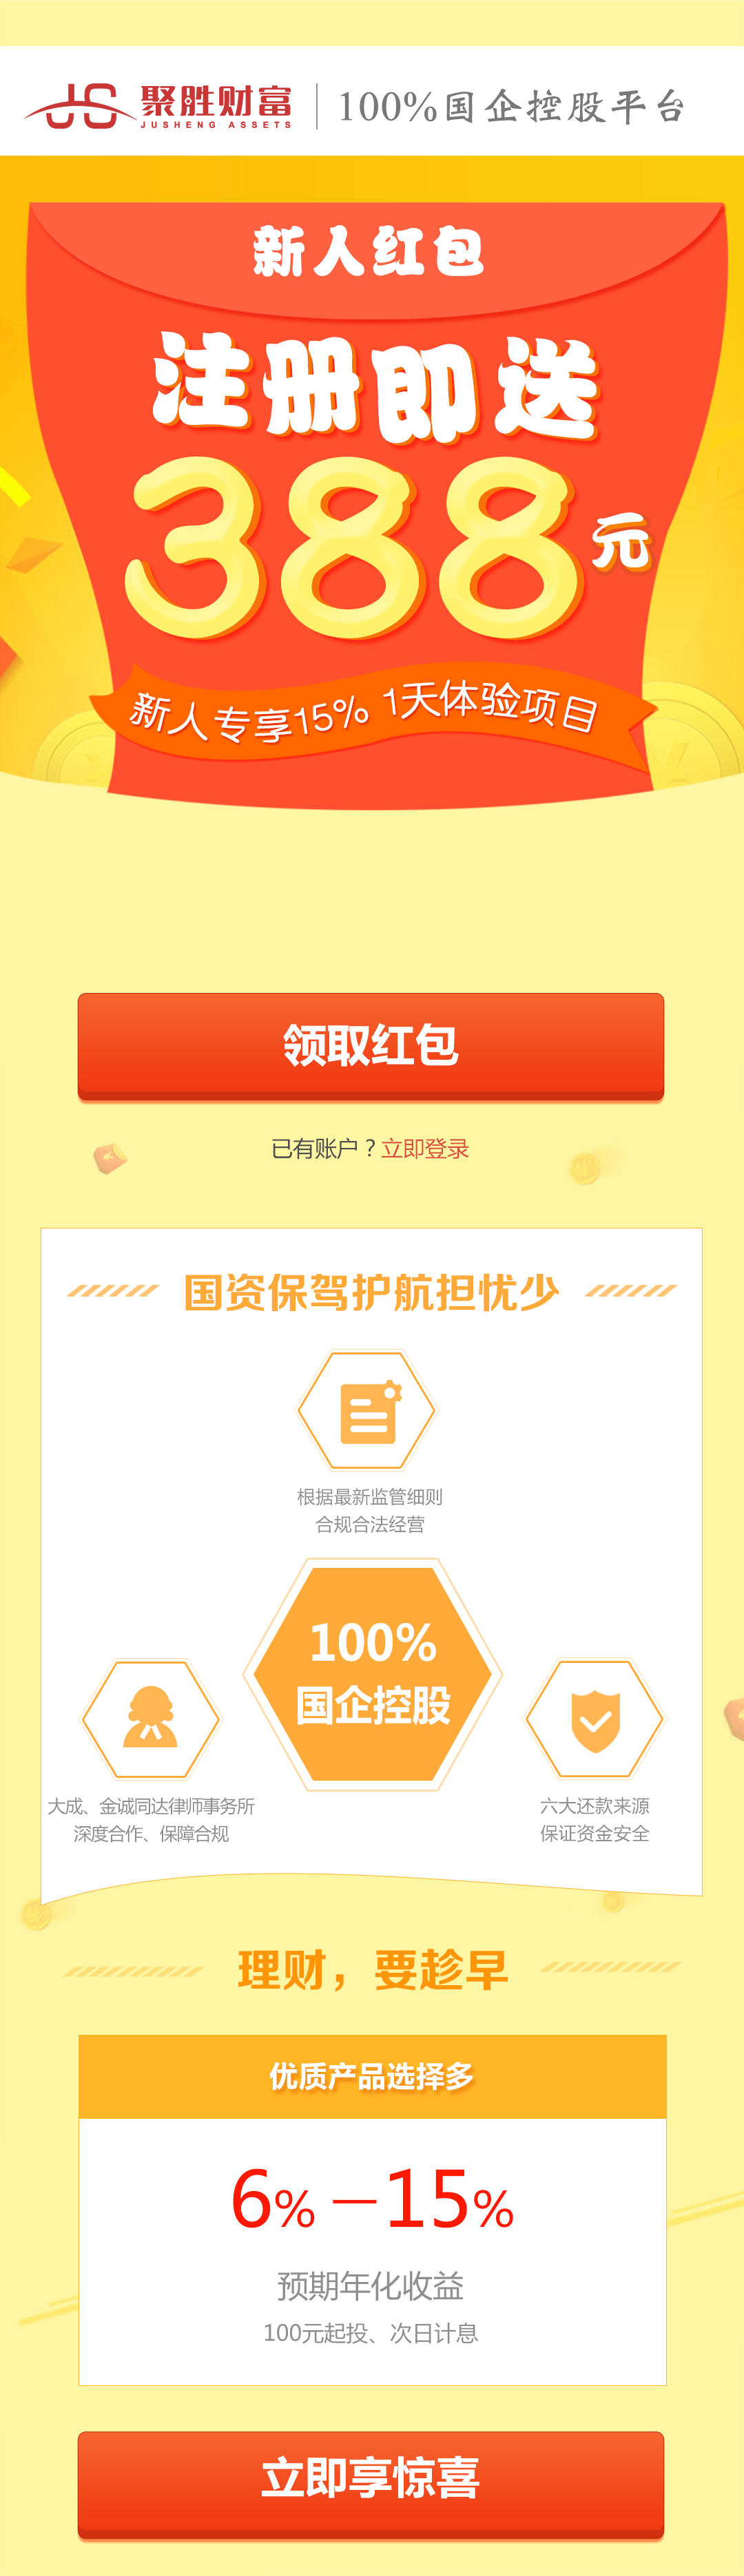 JS 聚胜财富 100%国企控股平台
JUSHENG ASSETS
新人红包
注册即送
388元
新人专享15% 1天体验项目
领取红包
已有账户？立即登录
国资保驾护航担忧少
根据最新监管细则
合规合法经营
100%
国企控股
大成、金诚同达律师事务所
深度合作、保障合规
六大还款来源
保证资金安全
理财，要趁早
优质产品选择多
6%－15%
预期年化收益
100元起投、次日计息
立即享惊喜